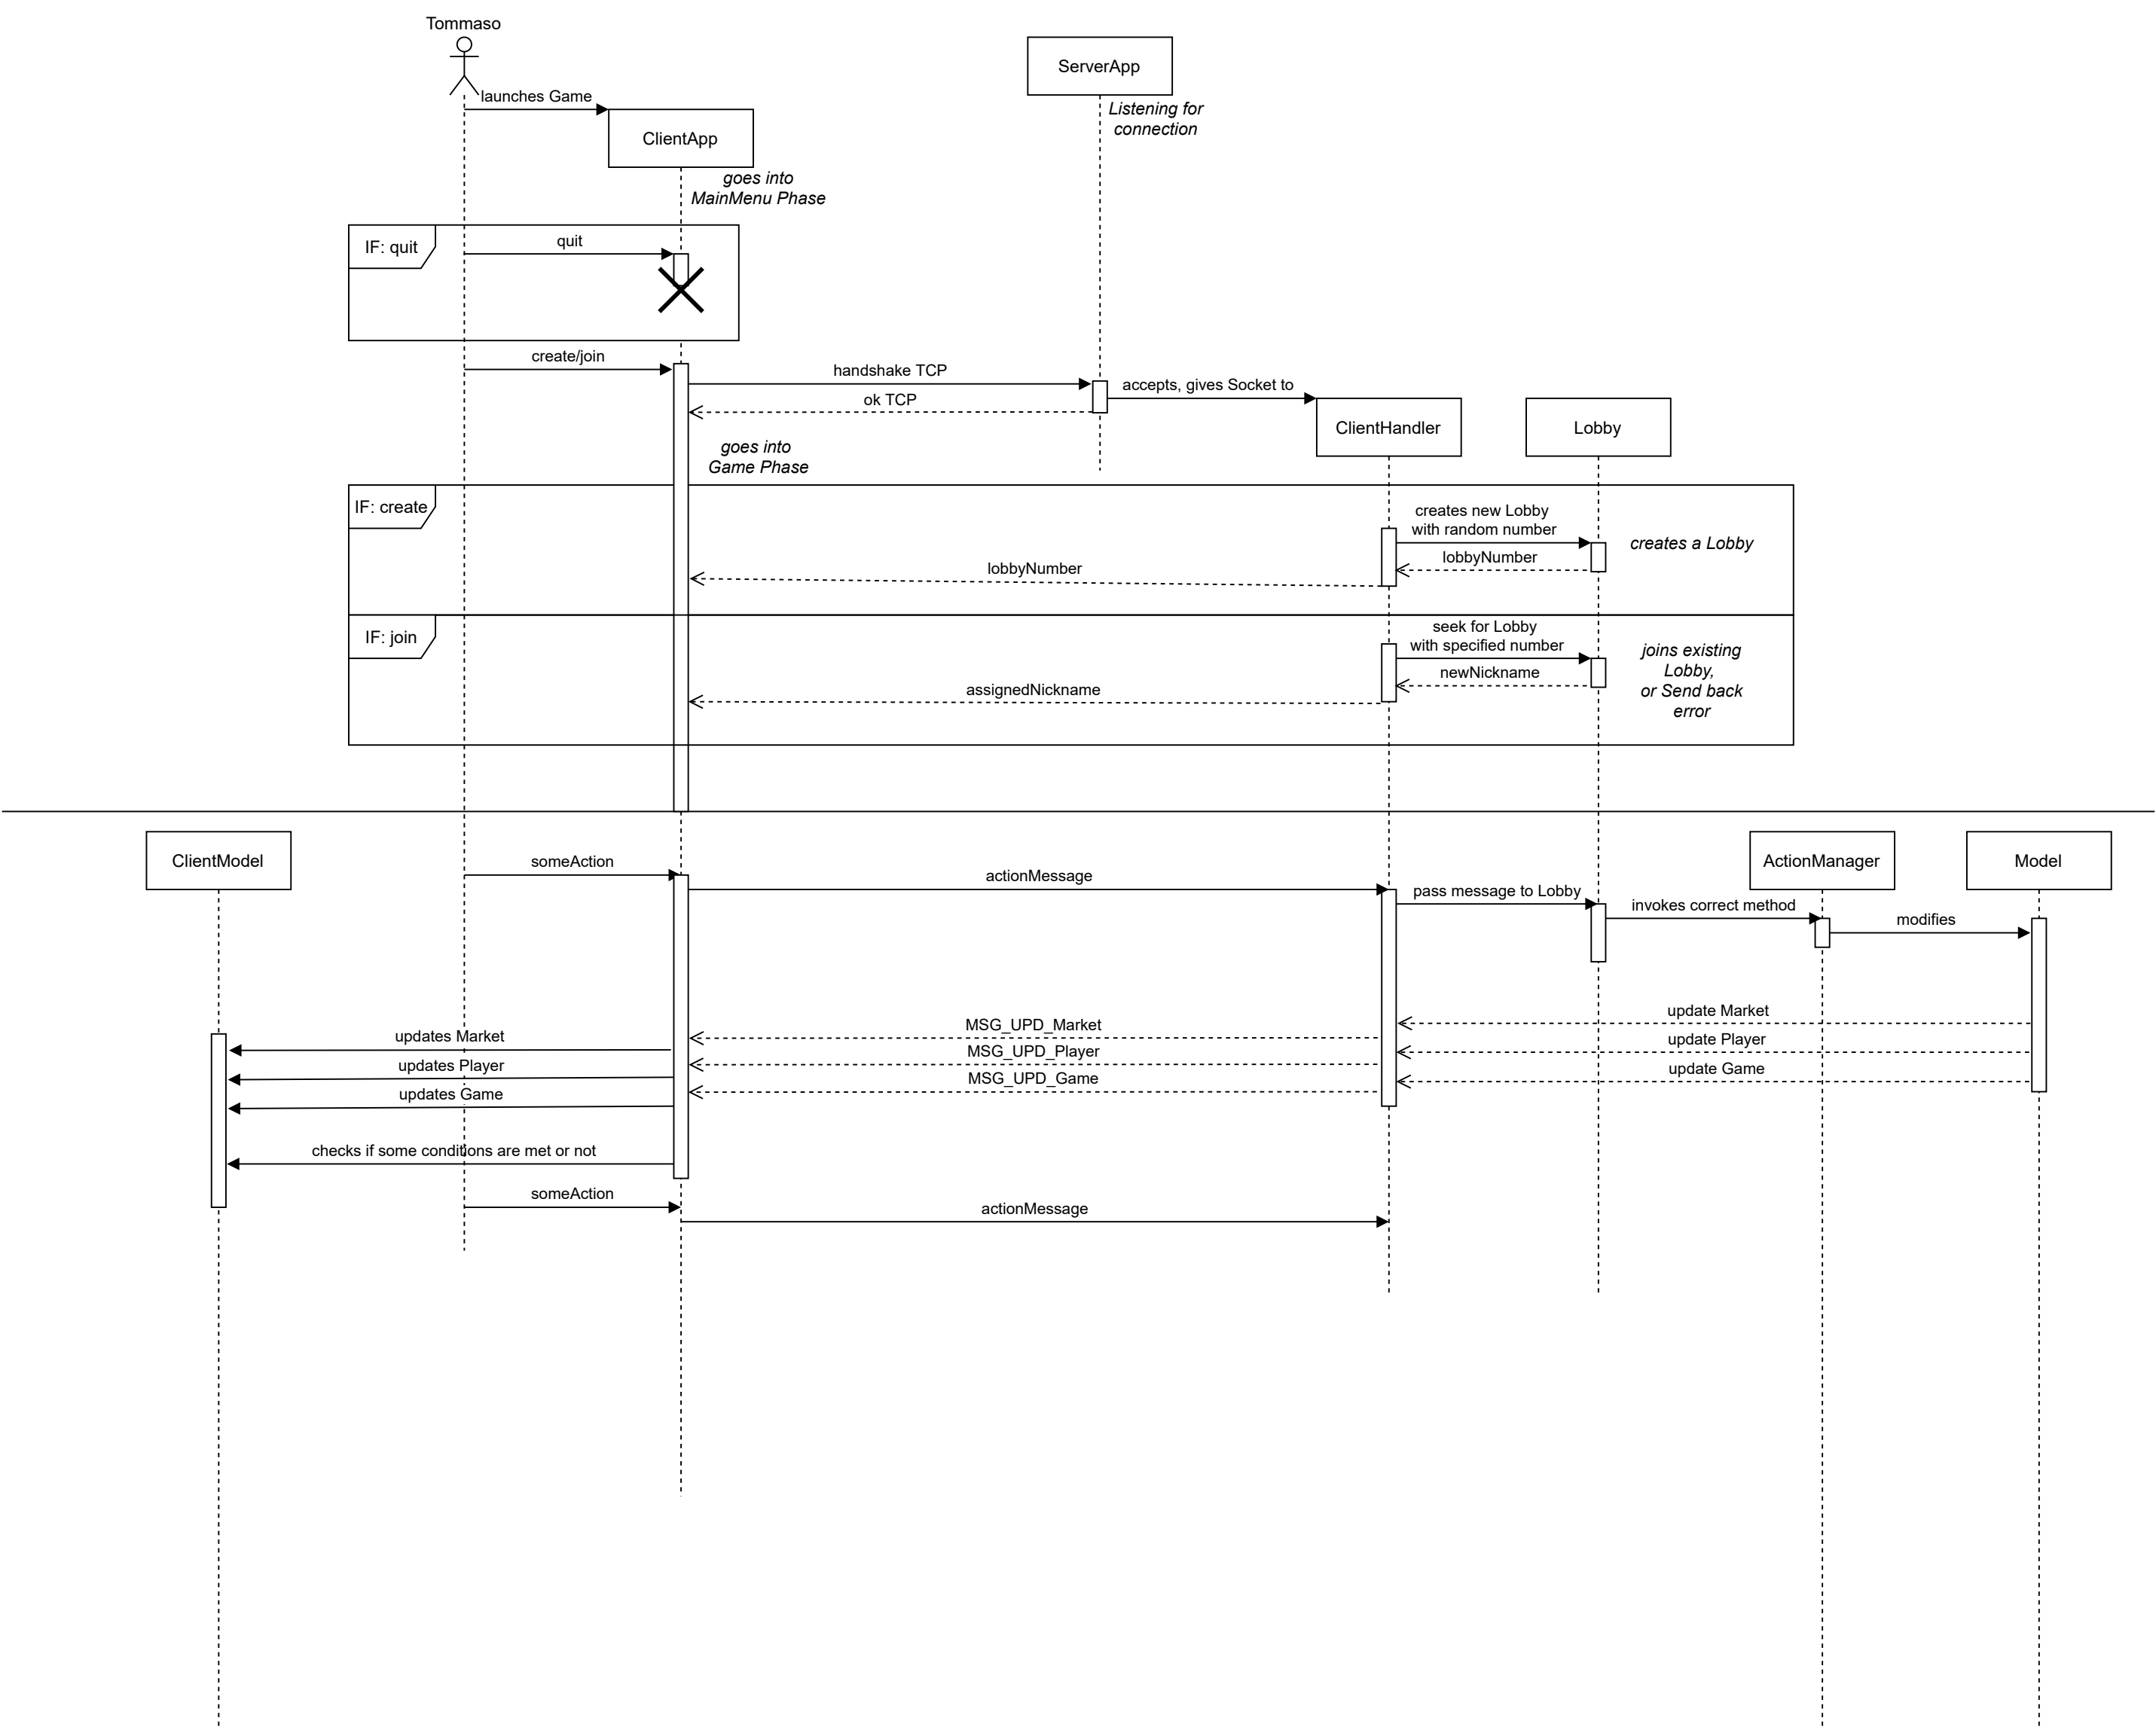 Tommaso
ServerApp
launches Game
Listening for
connection
ClientApp
goes into
MainMenu Phase
IF: quit
quit
create/join
handshake TCP
accepts, gives Socket to
ok TCP
ClientHandler
Lobby
goes into
Game Phase
IF: create
creates new Lobby
with random number
creates a Lobby
lobbyNumber
lobbyNumber
IF: join
seek for Lobby
with specified number
joins existing
Lobby,
or Send back
error
newNickname
assignedNickname
ClientModel
someAction
ActionManager
Model
actionMessage
pass message to Lobby
invokes correct method
modifies
update Market
MSG_UPD_Market
updates Market
update Player
MSG_UPD_Player
updates Player
update Game
MSG_UPD_Game
updates Game
checks if some conditions are met or not
someAction
actionMessage